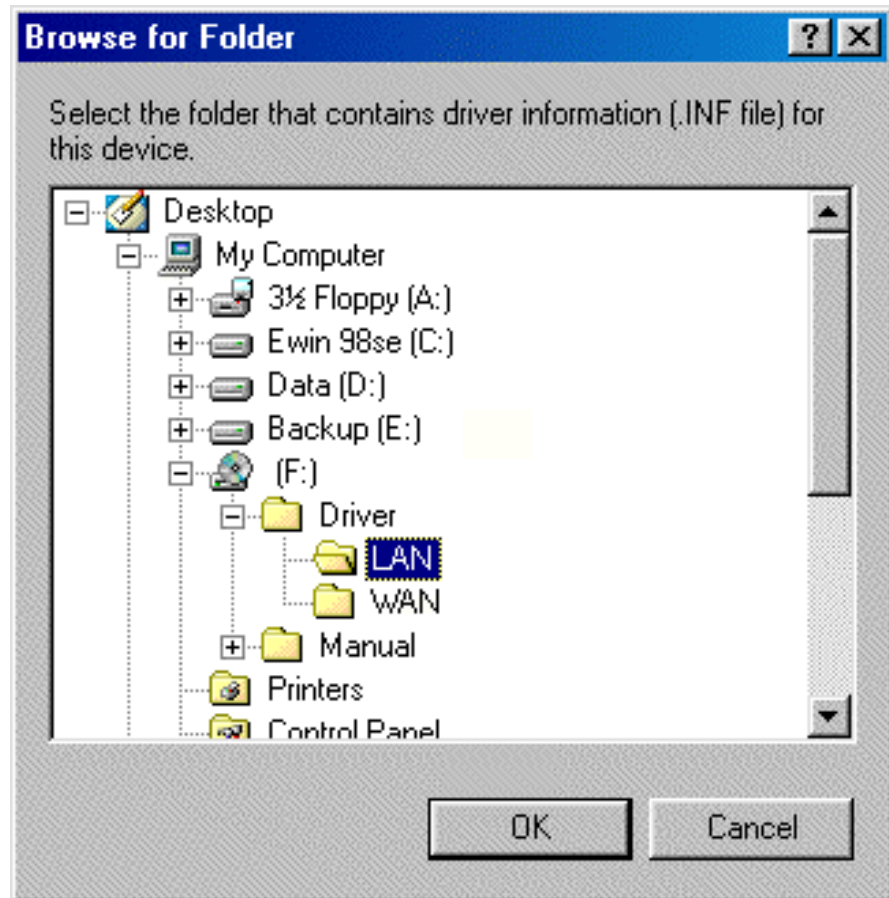 Browse for Folder
Select the folder that contains driver information (.INF file) for
this device.
Desktop
My Computer
3½ Floppy (A:)
Ewin 98se (C:)
Data (D:)
Backup (E:)
(F:)
Driver
LAN
WAN
Manual
Printers
Control Panel
OK Cancel